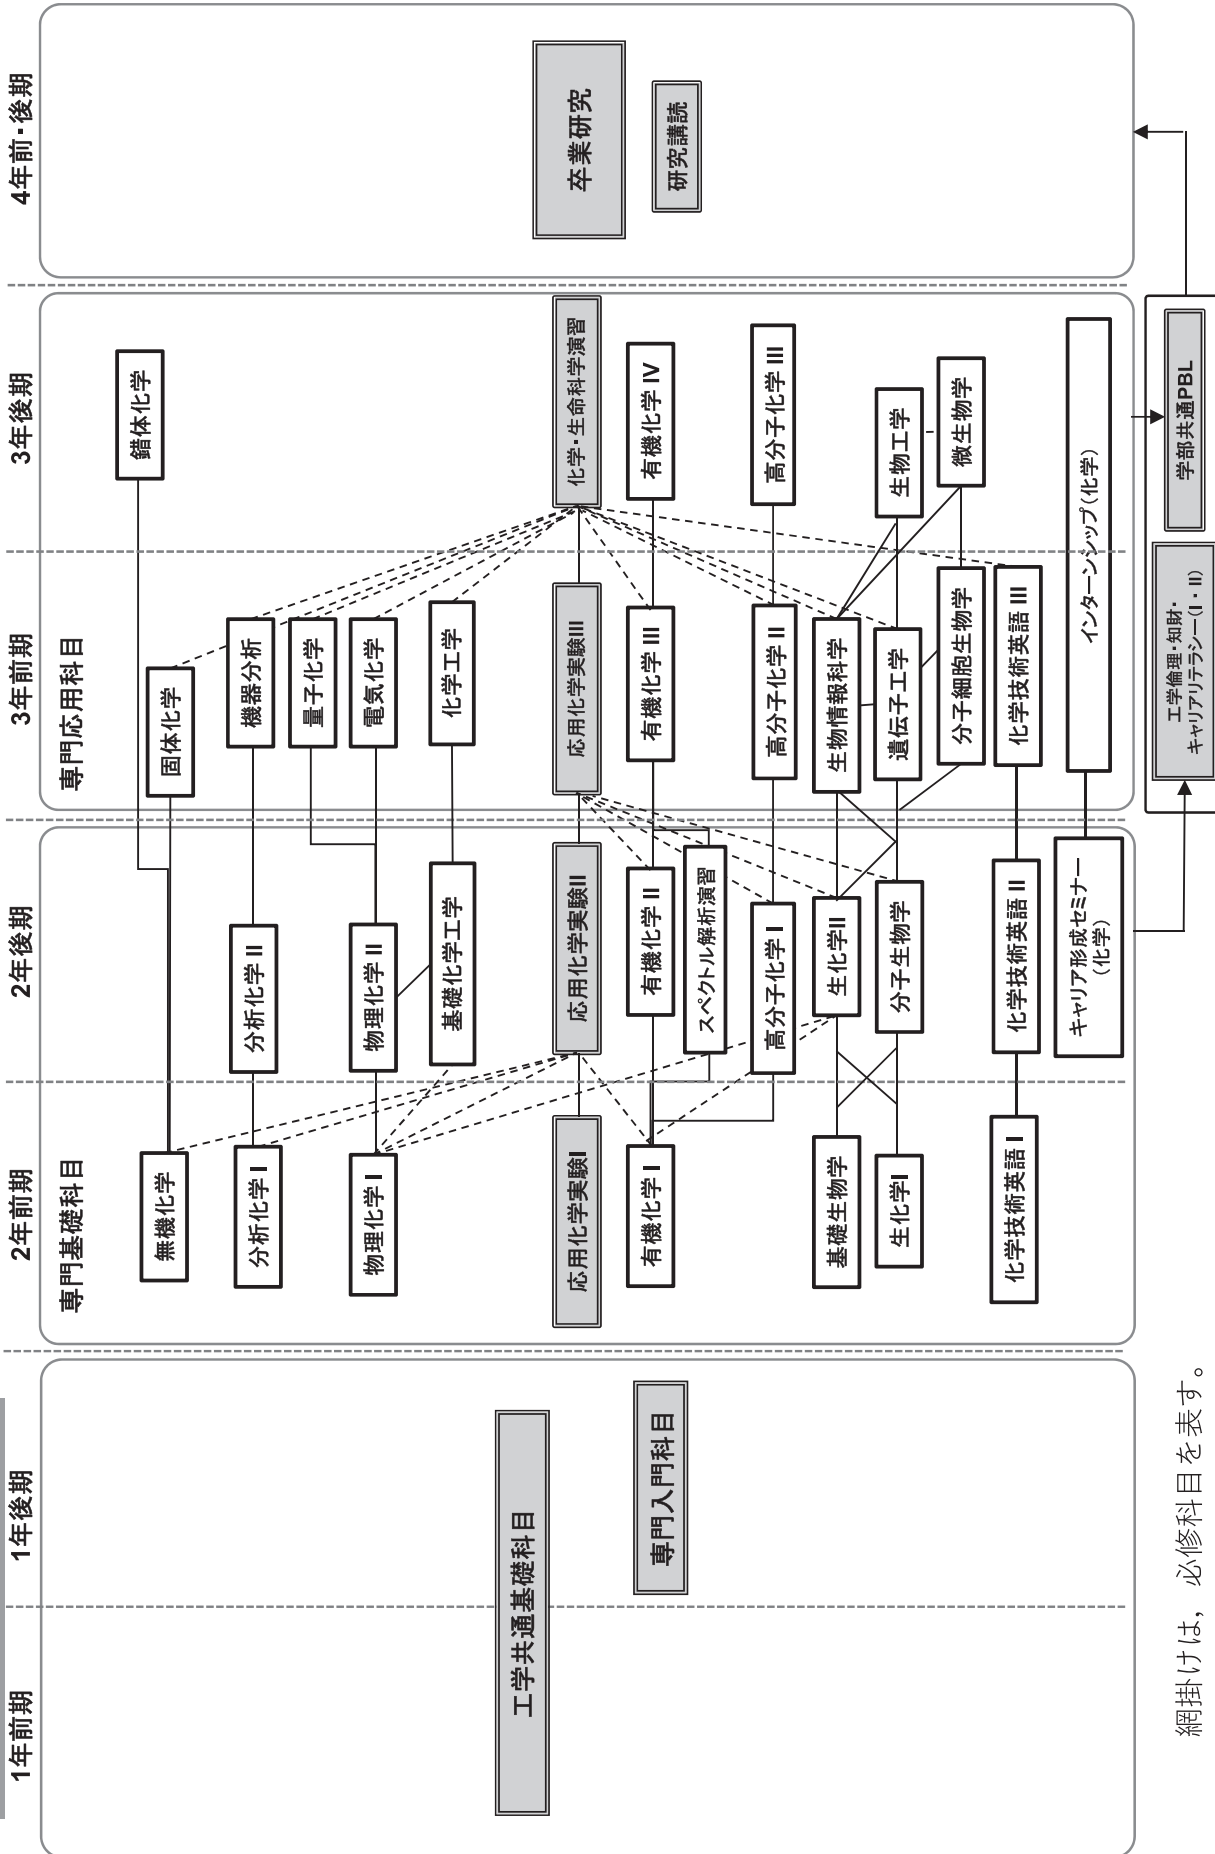 1年前期
1年後期
2年前期
2年後期
3年前期
3年後期
4年前・後期
専門基礎科目
専門応用科目
工学共通基礎科目
専門入門科目
無機化学
分析化学 I
物理化学 I
応用化学実験I
有機化学 I
基礎生物学
生化学I
化学技術英語 I
分析化学 II
物理化学 II
基礎化学工学
応用化学実験II
有機化学 II
スペクトル解析演習
高分子化学 I
生化学II
分子生物学
化学技術英語 II
キャリア形成セミナー
(化学)
固体化学
機器分析
量子化学
電気化学
化学工学
応用化学実験III
有機化学 III
高分子化学 II
生物情報科学
遺伝子工学
分子細胞生物学
化学技術英語 III
錯体化学
化学・生命科学演習
有機化学 IV
高分子化学 III
生物工学
微生物学
インターンシップ(化学)
工学倫理・知財・
キャリアリテラシー(I・II)
学部共通PBL
卒業研究
研究講読
網掛けは，必修科目を表す。